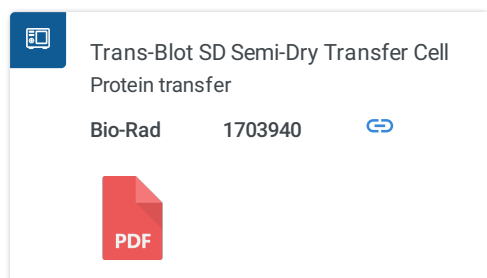 Trans-Blot SD Semi-Dry Transfer Cell
Protein transfer
Bio-Rad 1703940
PDF